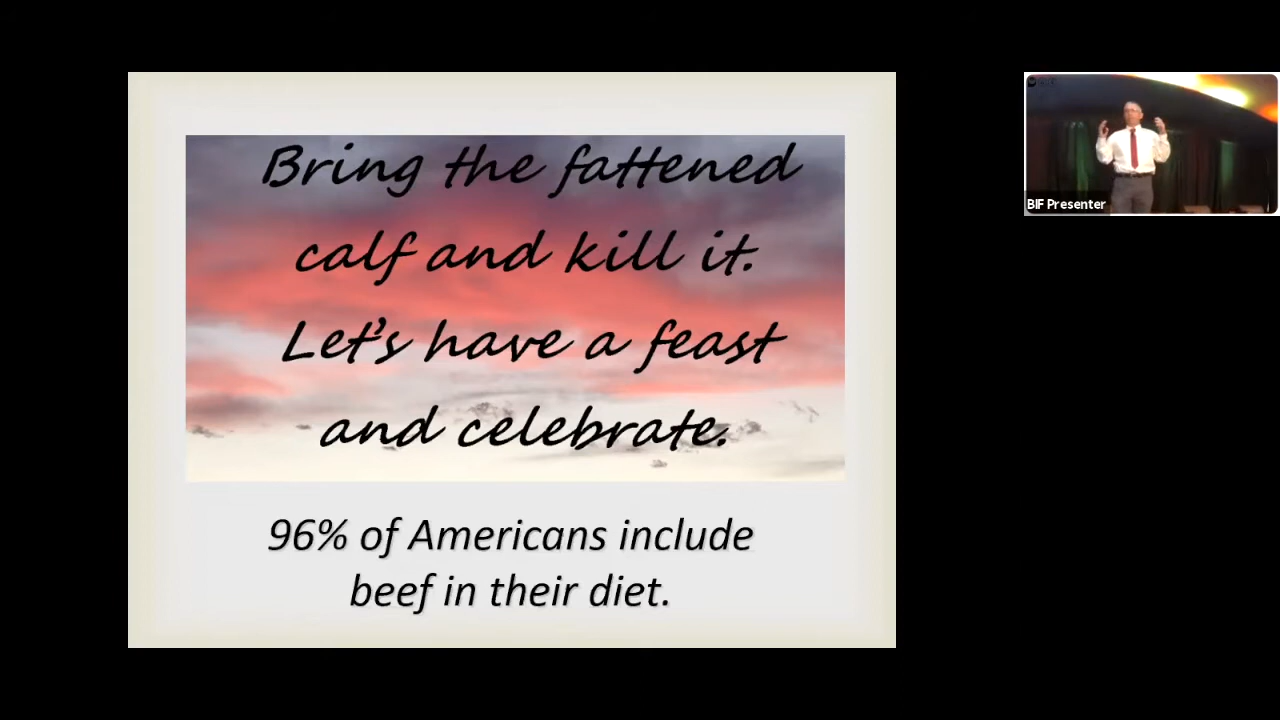 Bring the fattened
calf and kill it.
Let's have a feast
and celebrate.
96% of Americans include
beef in their diet.
BIF Presenter